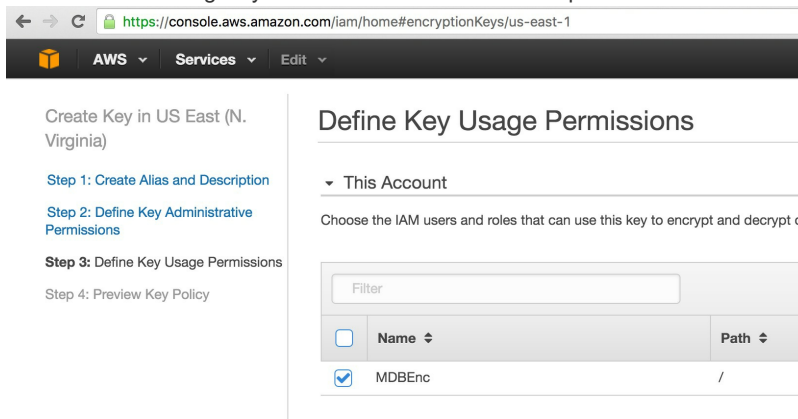 https://console.aws.amazon.com/iam/home#encryptionKeys/us-east-1
AWS Services Edit
Create Key in US East (N.
Virginia)
Step 1: Create Alias and Description
Step 2: Define Key Administrative
Permissions
Step 3: Define Key Usage Permissions
Step 4: Preview Key Policy
Define Key Usage Permissions
This Account
Choose the IAM users and roles that can use this key to encrypt and decrypt
Filter
Name Path
MDBEnc /